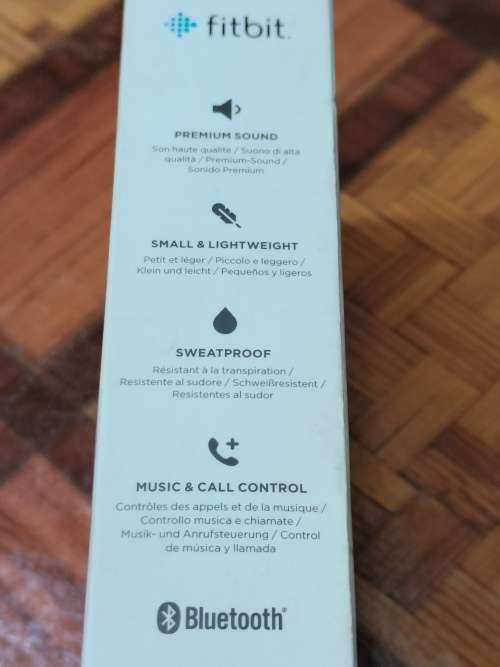 fitbit.
PREMIUM SOUND
Son haute qualité / Suono di alta
qualità / Premium-Sound /
Sonido Premium
SMALL & LIGHTWEIGHT
Petit et léger / Piccolo e leggero /
Klein und leicht / Pequeños y ligeros
SWEATPROOF
Résistant à la transpiration /
Resistente al sudore / Schweißresistent /
Resistentes al sudor
MUSIC & CALL CONTROL
Contrôles des appels et de la musique /
Controllo musica e chiamate /
Musik- und Anrufsteuerung / Control
de música y llamada
Bluetooth®